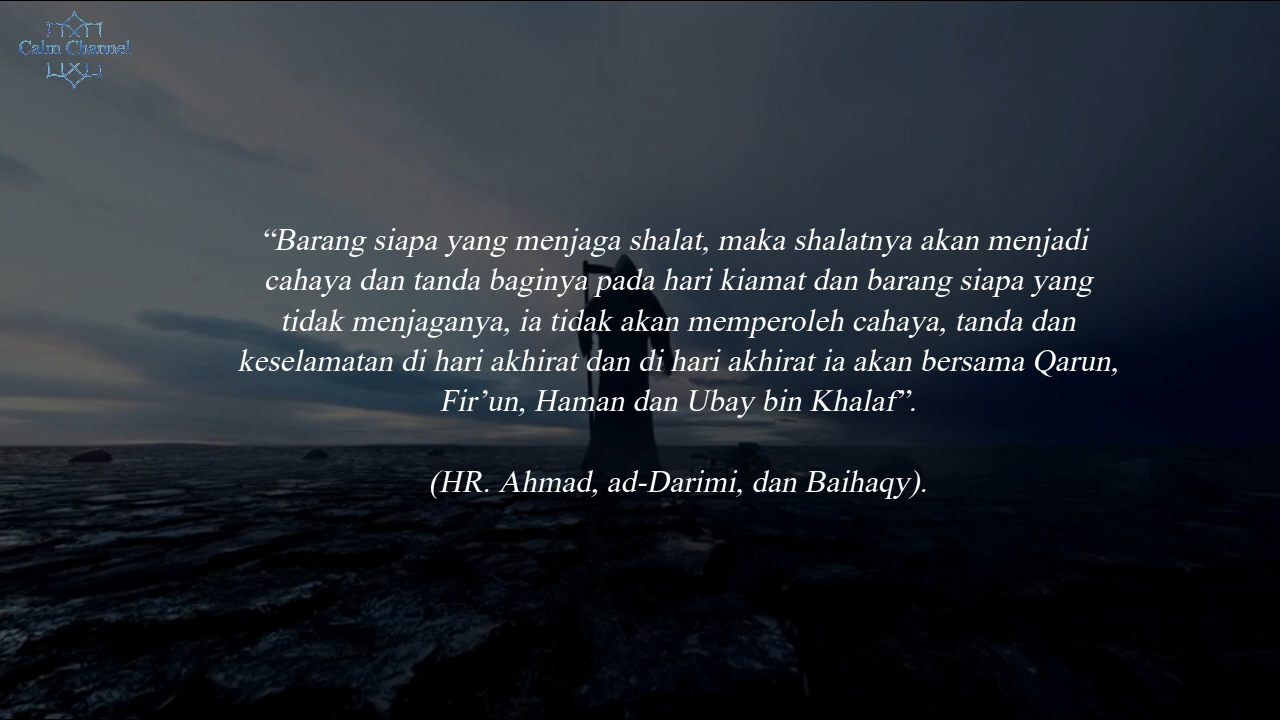 Calm Channel
“Barang siapa yang menjaga shalat, maka shalatnya akan menjadi
cahaya dan tanda baginya pada hari kiamat dan barang siapa yang
tidak menjaganya, ia tidak akan memperoleh cahaya, tanda dan
keselamatan di hari akhirat dan di hari akhirat ia akan bersama Qarun,
Fir’un, Haman dan Ubay bin Khalaf”.
(HR. Ahmad, ad-Darimi, dan Baihaqy).